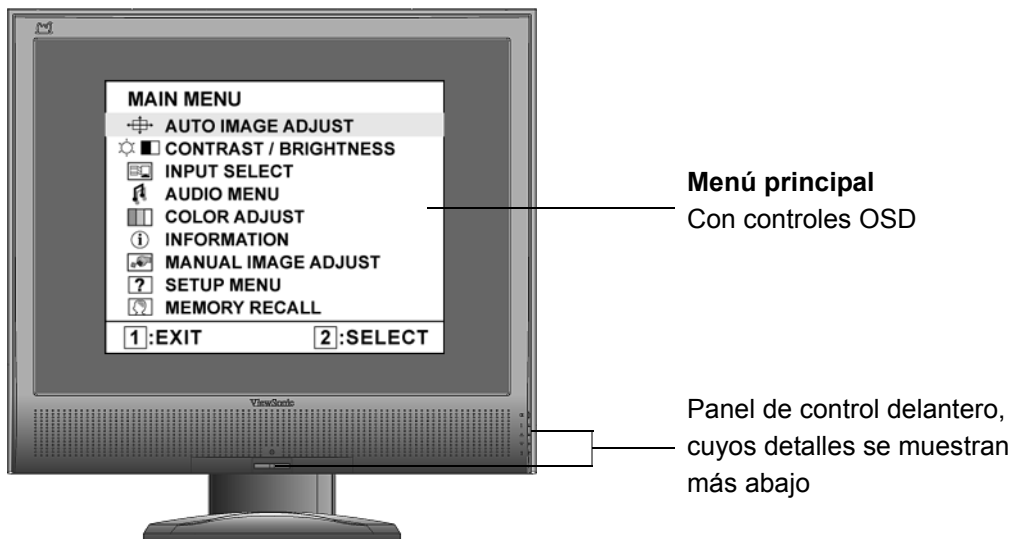 MAIN MENU
AUTO IMAGE ADJUST
CONTRAST / BRIGHTNESS
INPUT SELECT
AUDIO MENU
COLOR ADJUST
INFORMATION
MANUAL IMAGE ADJUST
? SETUP MENU
MEMORY RECALL
1:EXIT 2:SELECT
ViewSonic
Menú principal
Con controles OSD
Panel de control delantero,
cuyos detalles se muestran
más abajo